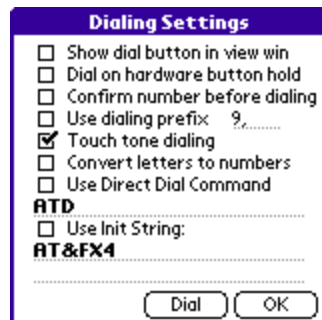 Dialing Settings
Show dial button in view win
Dial on hardware button hold
Confirm number before dialing
Use dialing prefix 9,
Touch tone dialing
Convert letters to numbers
Use Direct Dial Command
ATD
Use Init String:
AT&FX4
Dial OK